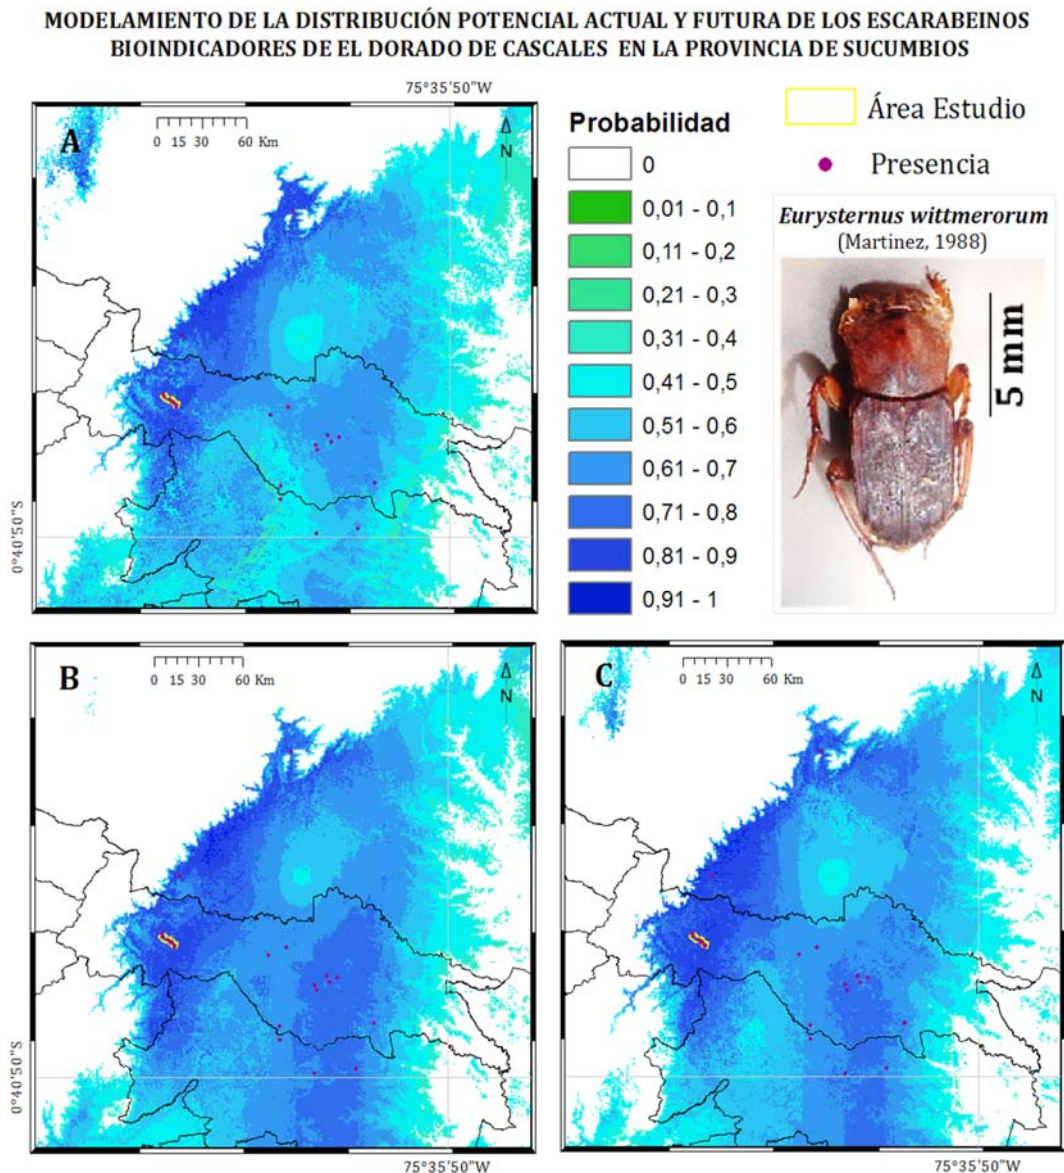 MODELAMIENTO DE LA DISTRIBUCIÓN POTENCIAL ACTUAL Y FUTURA DE LOS ESCARABEINOS
BIOINDICADORES DE EL DORADO DE CASCALES EN LA PROVINCIA DE SUCUMBIOS
75°35'50"W
A
0 15 30 60 Km
N
0°40'50"S
Probabilidad
0
0,01 - 0,1
0,11 - 0,2
0,21 - 0,3
0,31 - 0,4
0,41 - 0,5
0,51 - 0,6
0,61 - 0,7
0,71 - 0,8
0,81 - 0,9
0,91 - 1
Área Estudio
Presencia
Eurysternus wittmerorum
(Martinez, 1988)
5 mm
B
0 15 30 60 Km
N
0°40'50"S
75°35'50"W
C
0 15 30 60 Km
N
75°35'50"W